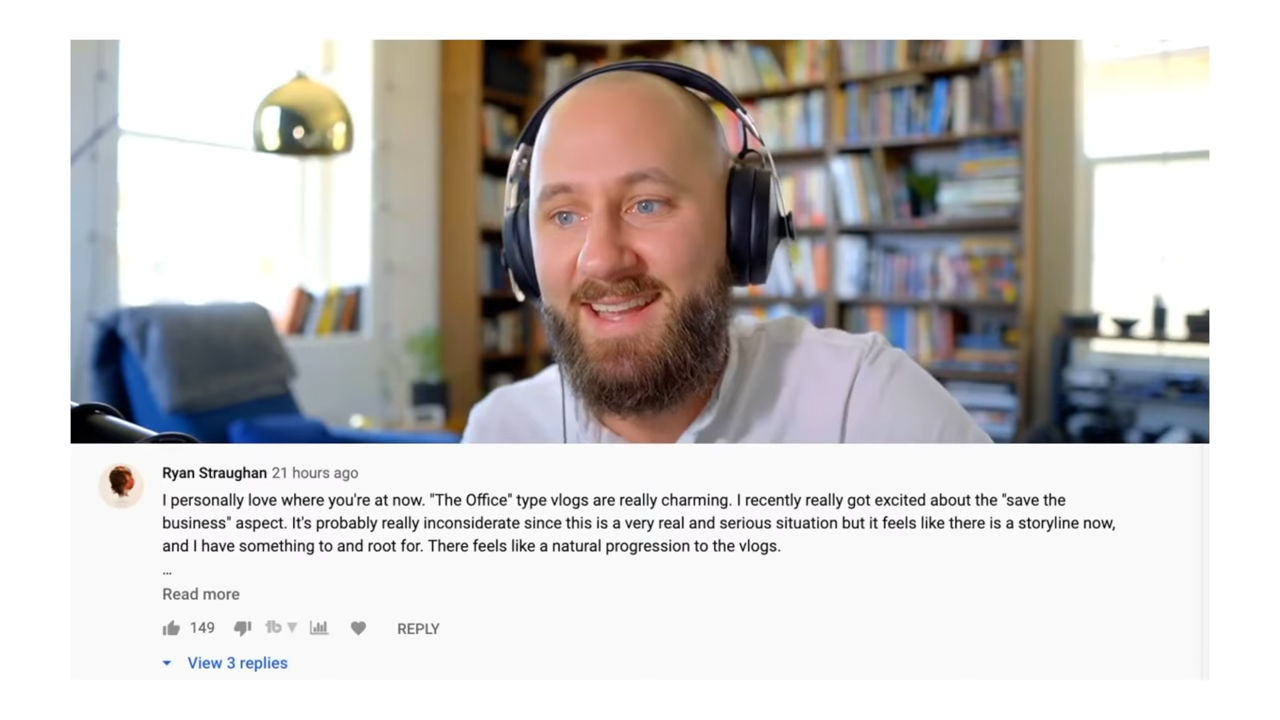 Ryan Straughan 21 hours ago
I personally love where you're at now. "The Office" type vlogs are really charming. I recently really got excited about the "save the
business" aspect. It's probably really inconsiderate since this is a very real and serious situation but it feels like there is a storyline now,
and I have something to and root for. There feels like a natural progression to the vlogs.
...
Read more
149 tb REPLY
View 3 replies